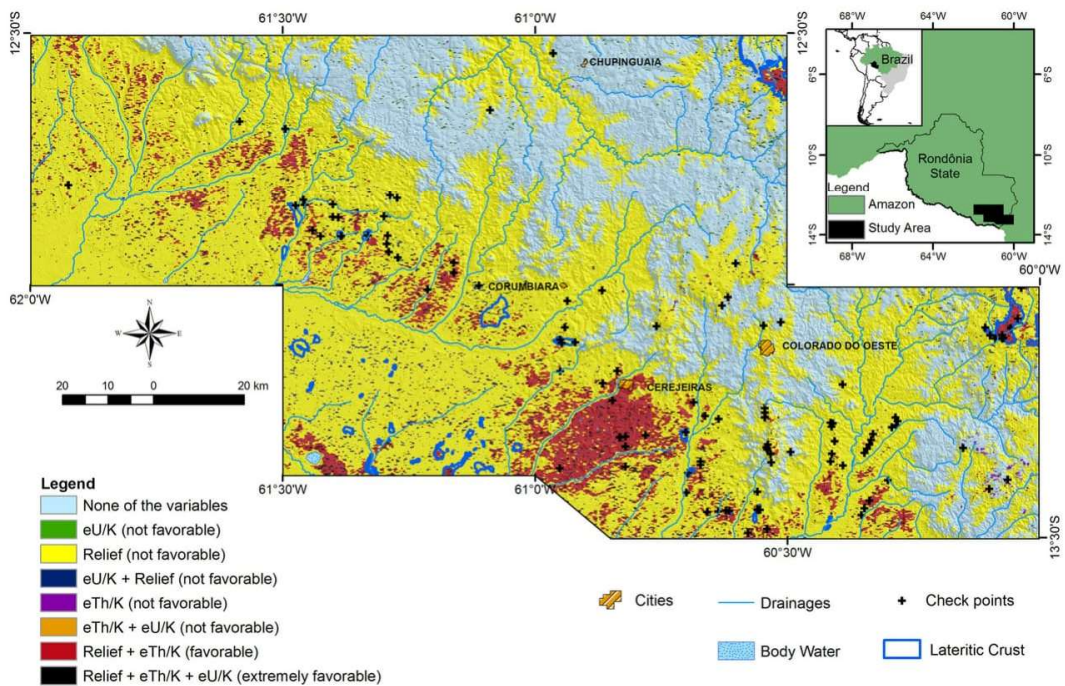 61°30'W
61°0'W
12°30'S
12°30'S
68°W
64°W
60°W
6°S
6°S
10°S
10°S
14°S
14°S
Brazil
Rondônia
State
Legend
Amazon
Study Area
68°W
64°W
60°W
CHUPINGUAIA
CORUMBIARA
COLORADO DO OESTE
CEREJEIRAS
62°0'W
60°0'W
N
W
E
S
20
10
0
20 km
61°30'W
61°0'W
60°30'W
13°30'S
Legend
None of the variables
eU/K (not favorable)
Relief (not favorable)
eU/K + Relief (not favorable)
eTh/K (not favorable)
eTh/K + eU/K (not favorable)
Relief + eTh/K (favorable)
Relief + eTh/K + eU/K (extremely favorable)
Cities
Drainages
Check points
Body Water
Lateritic Crust